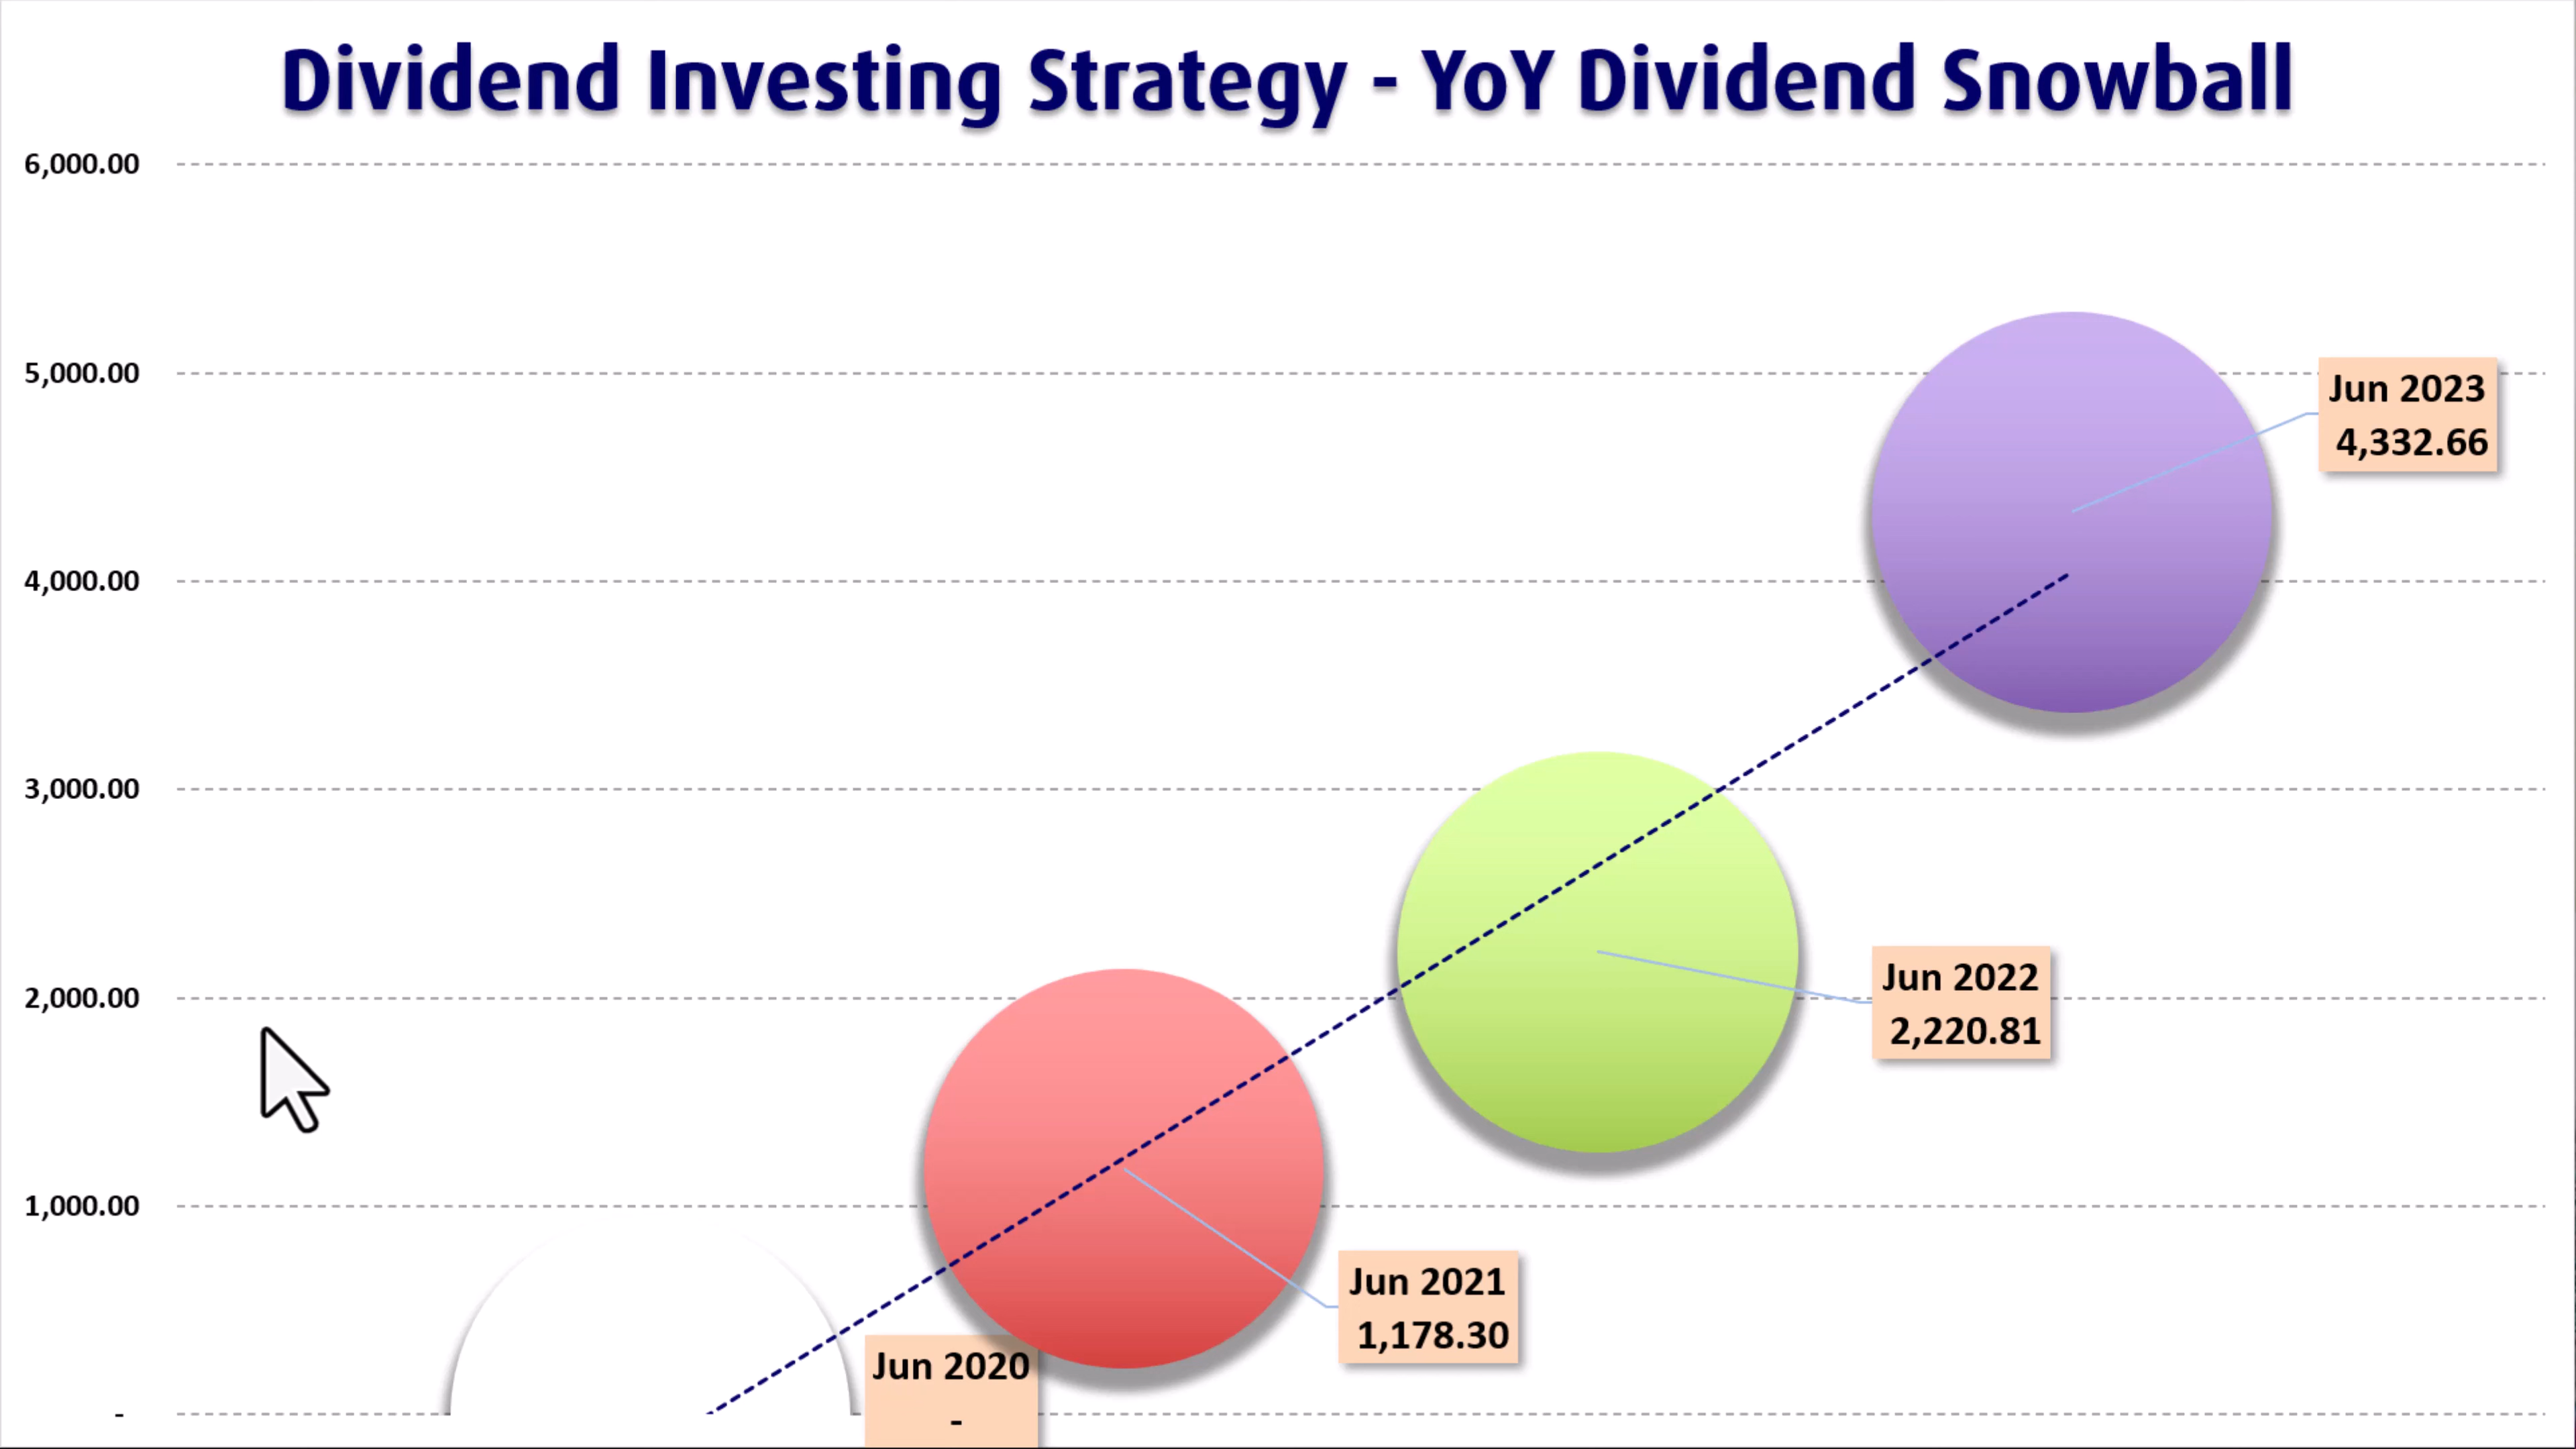 Dividend Investing Strategy - YoY Dividend Snowball
6,000.00
5,000.00
4,000.00
3,000.00
2,000.00
1,000.00
-
Jun 2023
4,332.66
Jun 2022
2,220.81
Jun 2021
1,178.30
Jun 2020
-